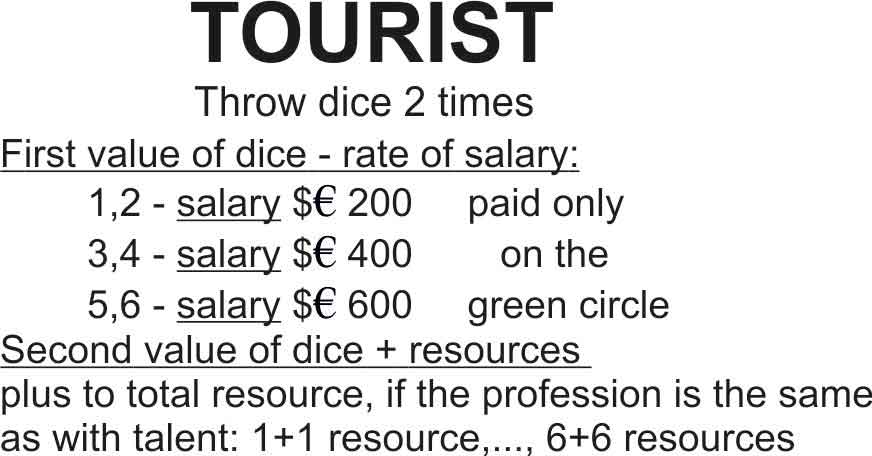 TOURIST
Throw dice 2 times
First value of dice - rate of salary:
1,2 - salary $€ 200 paid only
3,4 - salary $€ 400 on the
5,6 - salary $€ 600 green circle
Second value of dice + resources
plus to total resource, if the profession is the same
as with talent: 1+1 resource,..., 6+6 resources